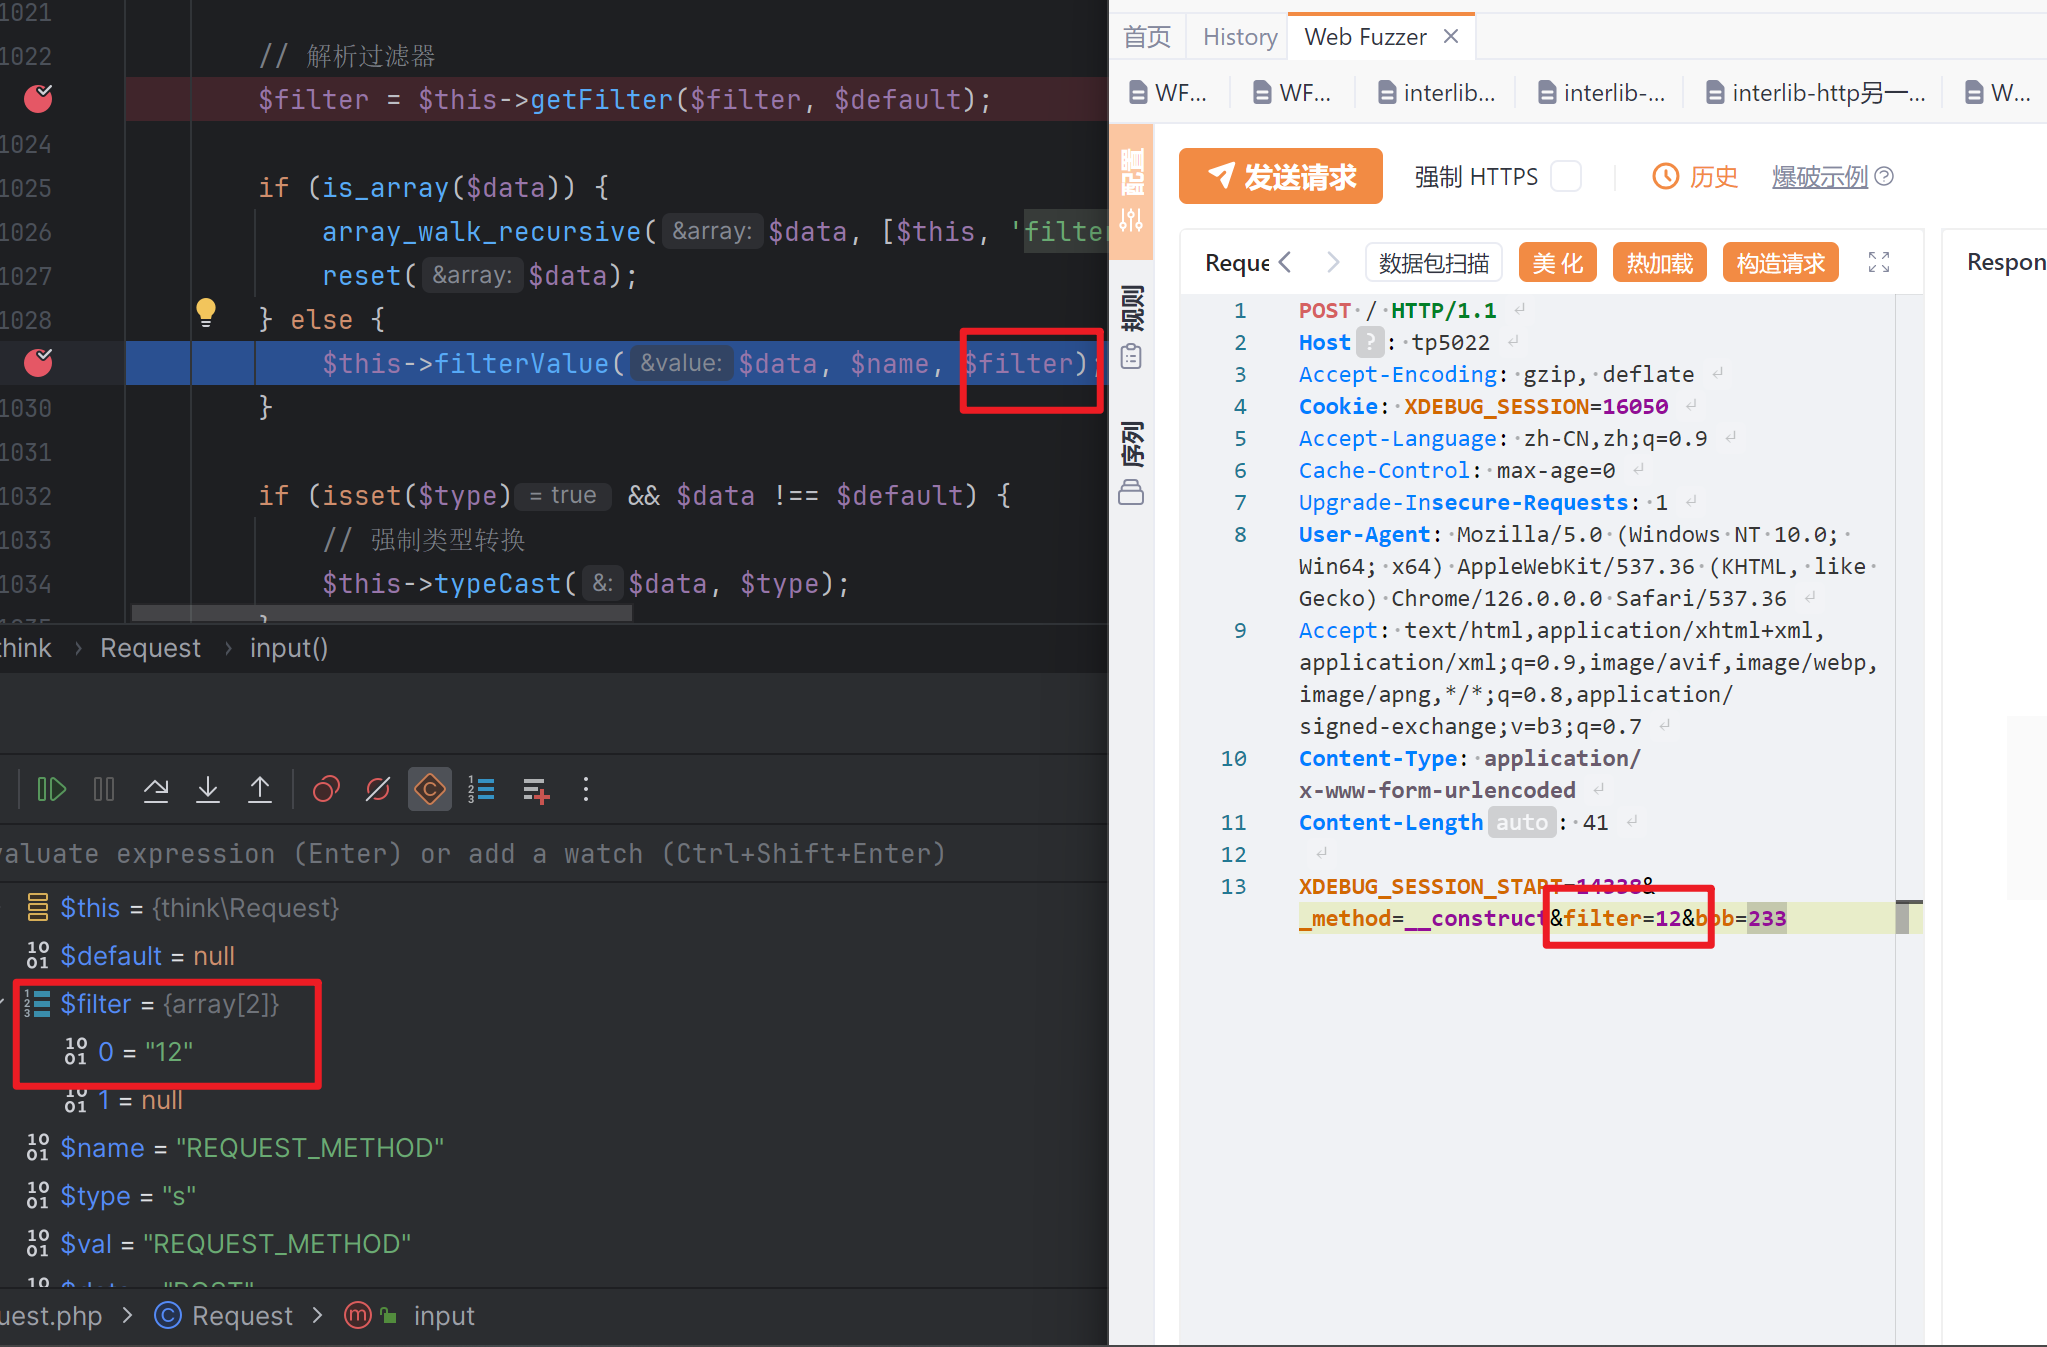 1021
1022 // 解析过滤器
$filter = $this->getFilter($filter, $default);
1024
1025 if (is_array($data)) {
1026 array_walk_recursive( &array: $data, [$this, 'filter
1027 reset( &array: $data);
1028 } else {
$this->filterValue( &value: $data, $name, $filter);
1030 }
1031
1032 if (isset($type) = true && $data !== $default) {
1033 // 强制类型转换
1034 $this->typeCast( &: $data, $type);
think › Request › input()
valuate expression (Enter) or add a watch (Ctrl+Shift+Enter)
$this = {think\Request}
$default = null
$filter = {array[2]}
0 = "12"
1 = null
$name = "REQUEST_METHOD"
$type = "s"
$val = "REQUEST_METHOD"
uest.php > Request > input
首页 History Web Fuzzer ×
WF... WF... interlib... interlib-... interlib-http另一... W...
配置
规则
序列
发送请求 强制 HTTPS 历史 爆破示例
Reque 数据包扫描 美化 热加载 构造请求 Respon
1 POST / HTTP/1.1
2 Host ? : tp5022
3 Accept-Encoding: gzip, deflate
4 Cookie: XDEBUG_SESSION=16050
5 Accept-Language: zh-CN,zh;q=0.9
6 Cache-Control: max-age=0
7 Upgrade-Insecure-Requests: 1
8 User-Agent: Mozilla/5.0 (Windows NT 10.0;
Win64; x64) AppleWebKit/537.36 (KHTML, like
Gecko) Chrome/126.0.0.0 Safari/537.36
9 Accept: text/html,application/xhtml+xml,
application/xml;q=0.9,image/avif,image/webp,
image/apng,*/*;q=0.8,application/
signed-exchange;v=b3;q=0.7
10 Content-Type: application/
x-www-form-urlencoded
11 Content-Length auto : 41
12
13 XDEBUG_SESSION_START=14338&
_method=__construct&filter=12&bob=233